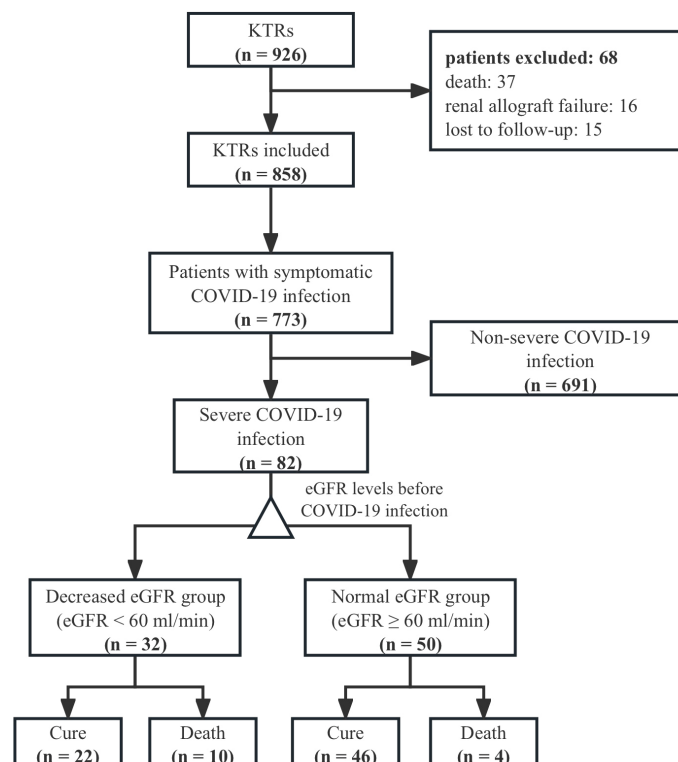 KTRs
(n = 926)
patients excluded: 68
death: 37
renal allograft failure: 16
lost to follow-up: 15
KTRs included
(n = 858)
Patients with symptomatic
COVID-19 infection
(n = 773)
Non-severe COVID-19
infection
(n = 691)
Severe COVID-19
infection
(n = 82)
eGFR levels before
COVID-19 infection
Decreased eGFR group
(eGFR < 60 ml/min)
(n = 32)
Normal eGFR group
(eGFR ≥ 60 ml/min)
(n = 50)
Cure
(n = 22)
Death
(n = 10)
Cure
(n = 46)
Death
(n = 4)